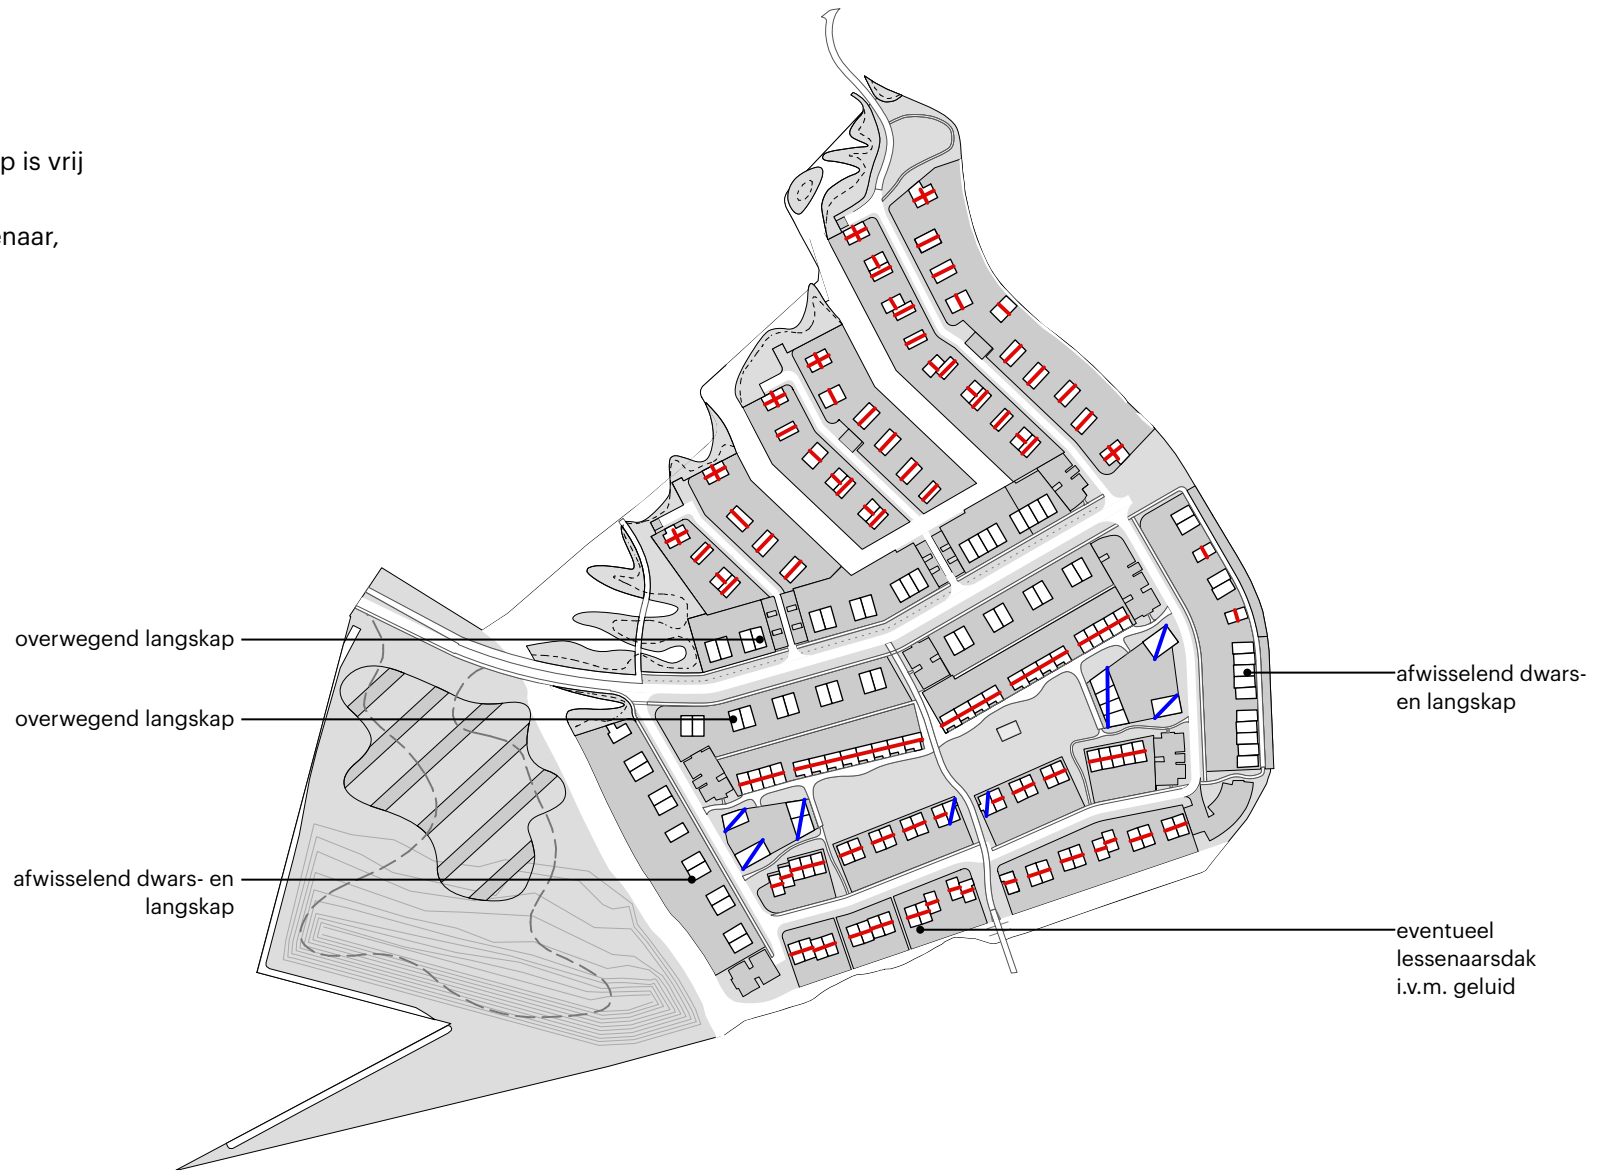 p is vrij
enaar,
overwegend langskap
overwegend langskap
afwisselend dwars- en
langskap
afwisselend dwars-
en langskap
eventueel
lessenaarsdak
i.v.m. geluid